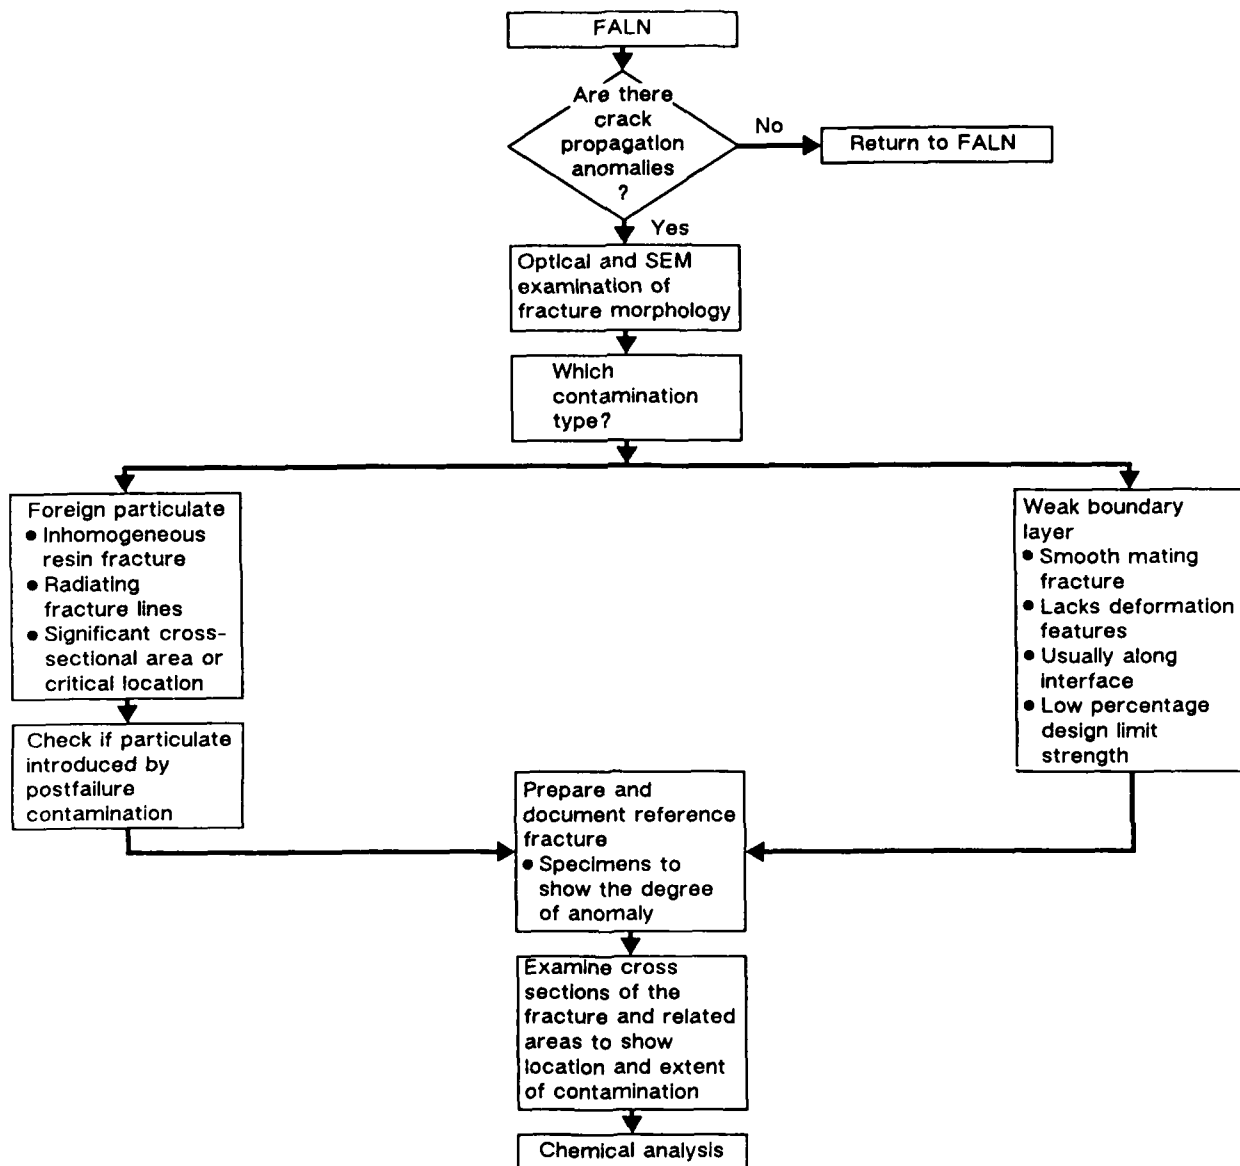 FALN
Are there
crack
propagation
anomalies
?
No
Return to FALN
Yes
Optical and SEM
examination of
fracture morphology
Which
contamination
type?
Foreign particulate
● Inhomogeneous
resin fracture
● Radiating
fracture lines
● Significant cross-
sectional area or
critical location
Weak boundary
layer
● Smooth mating
fracture
● Lacks deformation
features
● Usually along
interface
● Low percentage
design limit
strength
Check if particulate
introduced by
postfailure
contamination
Prepare and
document reference
fracture
● Specimens to
show the degree
of anomaly
Examine cross
sections of the
fracture and related
areas to show
location and extent
of contamination
Chemical analysis